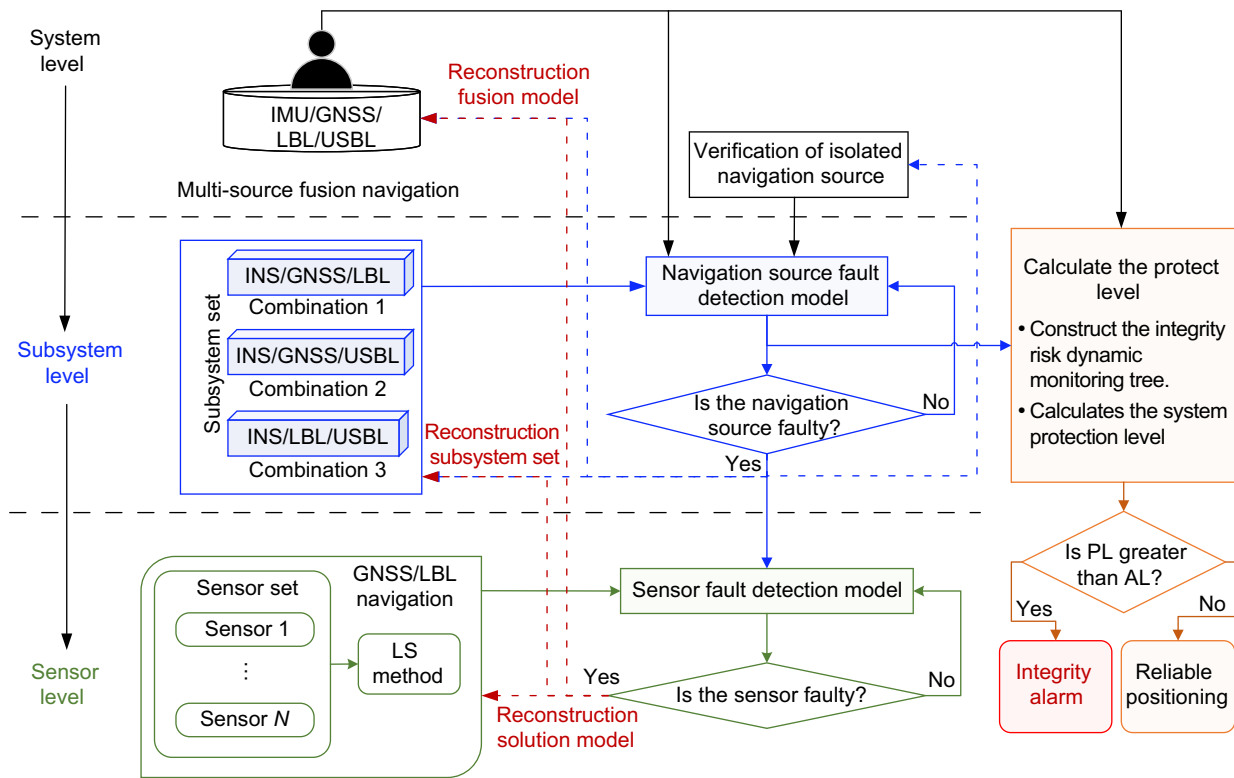 System
level
IMU/GNSS/
LBL/USBL
Multi-source fusion navigation
Reconstruction
fusion model
Verification of isolated
navigation source
Subsystem
level
Subsystem set
INS/GNSS/LBL
Combination 1
INS/GNSS/USBL
Combination 2
INS/LBL/USBL
Combination 3
Reconstruction
subsystem set
Navigation source fault
detection model
Is the navigation
source faulty?
No
Yes
Calculate the protect
level
• Construct the integrity
risk dynamic
monitoring tree.
• Calculates the system
protection level
Is PL greater
than AL?
Yes
No
Integrity
alarm
Reliable
positioning
Sensor
level
Sensor set
Sensor 1
⋮
Sensor N
GNSS/LBL
navigation
LS
method
Sensor fault detection model
Is the sensor faulty?
Yes
No
Reconstruction
solution model